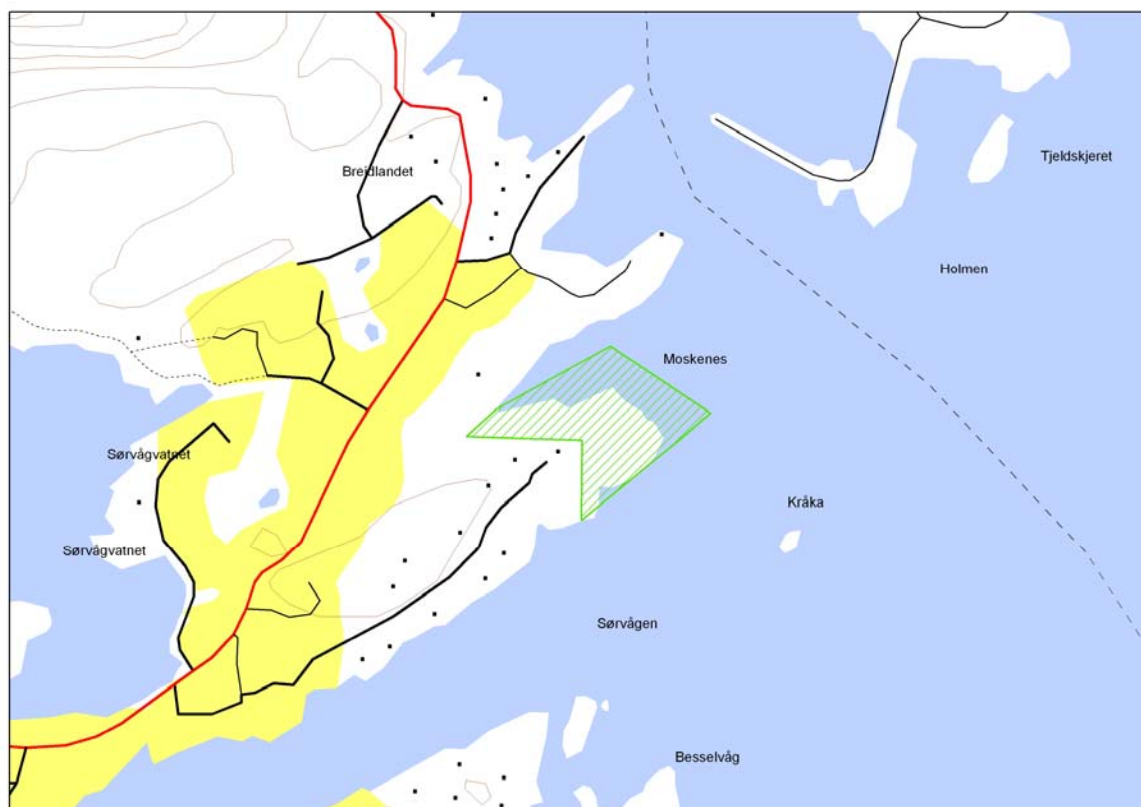 Tjeldskjeret
Breidlandet
Holmen
Moskenes
Sørvågvatnet
Kråka
Sørvågvatnet
Sørvågen
Besselvåg